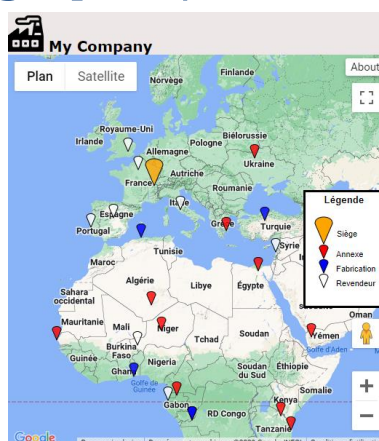 My Company
About
Plan
Satellite
Norvège
Finlande
Royaume-Uni
Irlande
Biélorussie
Pologne
Allemagne
Ukraine
France
Autriche
Roumanie
Espagne
Portugal
Grèce
Turquie
Syrie
Tunisie
Maroc
Algérie
Libye
Égypte
Sahara
occidental
Mauritanie
Mali
Niger
Tchad
Soudan
Yémen
Oman
Golfe d'Aden
Burkina
Faso
Guinée
Ghana
Nigeria
Soudan
du Sud
Éthiopie
Somalie
Golfe de
Guinée
Gabon
RD Congo
Kenya
Tanzanie
Légende
Siège
Annexe
Fabrication
Revendeur
Google